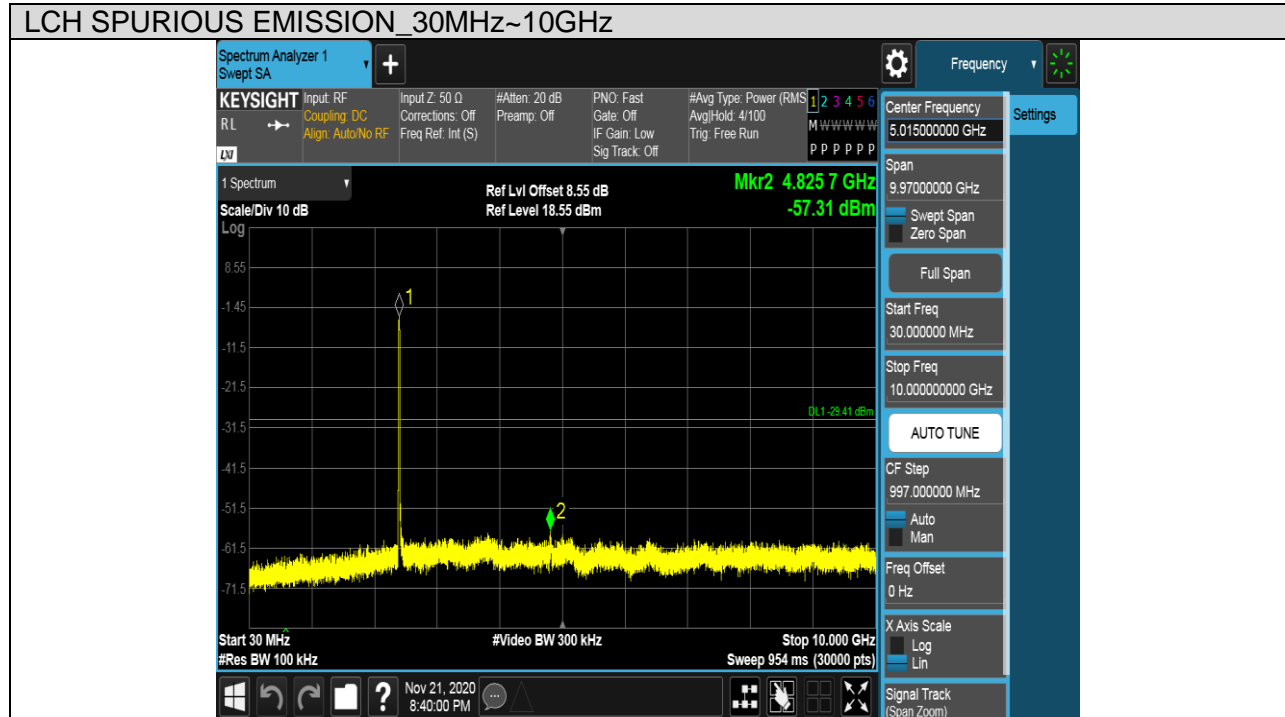 LCH SPURIOUS EMISSION_30MHz~10GHz
Spectrum Analyzer 1
Swept SA
Frequency
KEYSIGHT
RL
LXI
Input: RF
Coupling: DC
Align: Auto/No RF
Input Z: 50 Ω
Corrections: Off
Freq Ref: Int (S)
#Atten: 20 dB
Preamp: Off
PNO: Fast
Gate: Off
IF Gain: Low
Sig Track: Off
#Avg Type: Power (RMS
Avg|Hold: 4/100
Trig: Free Run
1 2 3 4 5 6
M W W W W W
P P P P P P
1 Spectrum
Scale/Div 10 dB
Log
Ref Lvl Offset 8.55 dB
Ref Level 18.55 dBm
Mkr2 4.825 7 GHz
-57.31 dBm
8.55
-1.45
-11.5
-21.5
-31.5
-41.5
-51.5
-61.5
-71.5
1
DL1 -29.41 dBm
2
Start 30 MHz
#Res BW 100 kHz
#Video BW 300 kHz
Stop 10.000 GHz
Sweep 954 ms (30000 pts)
Center Frequency
5.015000000 GHz
Settings
Span
9.97000000 GHz
Swept Span
Zero Span
Full Span
Start Freq
30.000000 MHz
Stop Freq
10.000000000 GHz
AUTO TUNE
CF Step
997.000000 MHz
Auto
Man
Freq Offset
0 Hz
X Axis Scale
Log
Lin
Signal Track
(Span Zoom)
?
Nov 21, 2020
8:40:00 PM